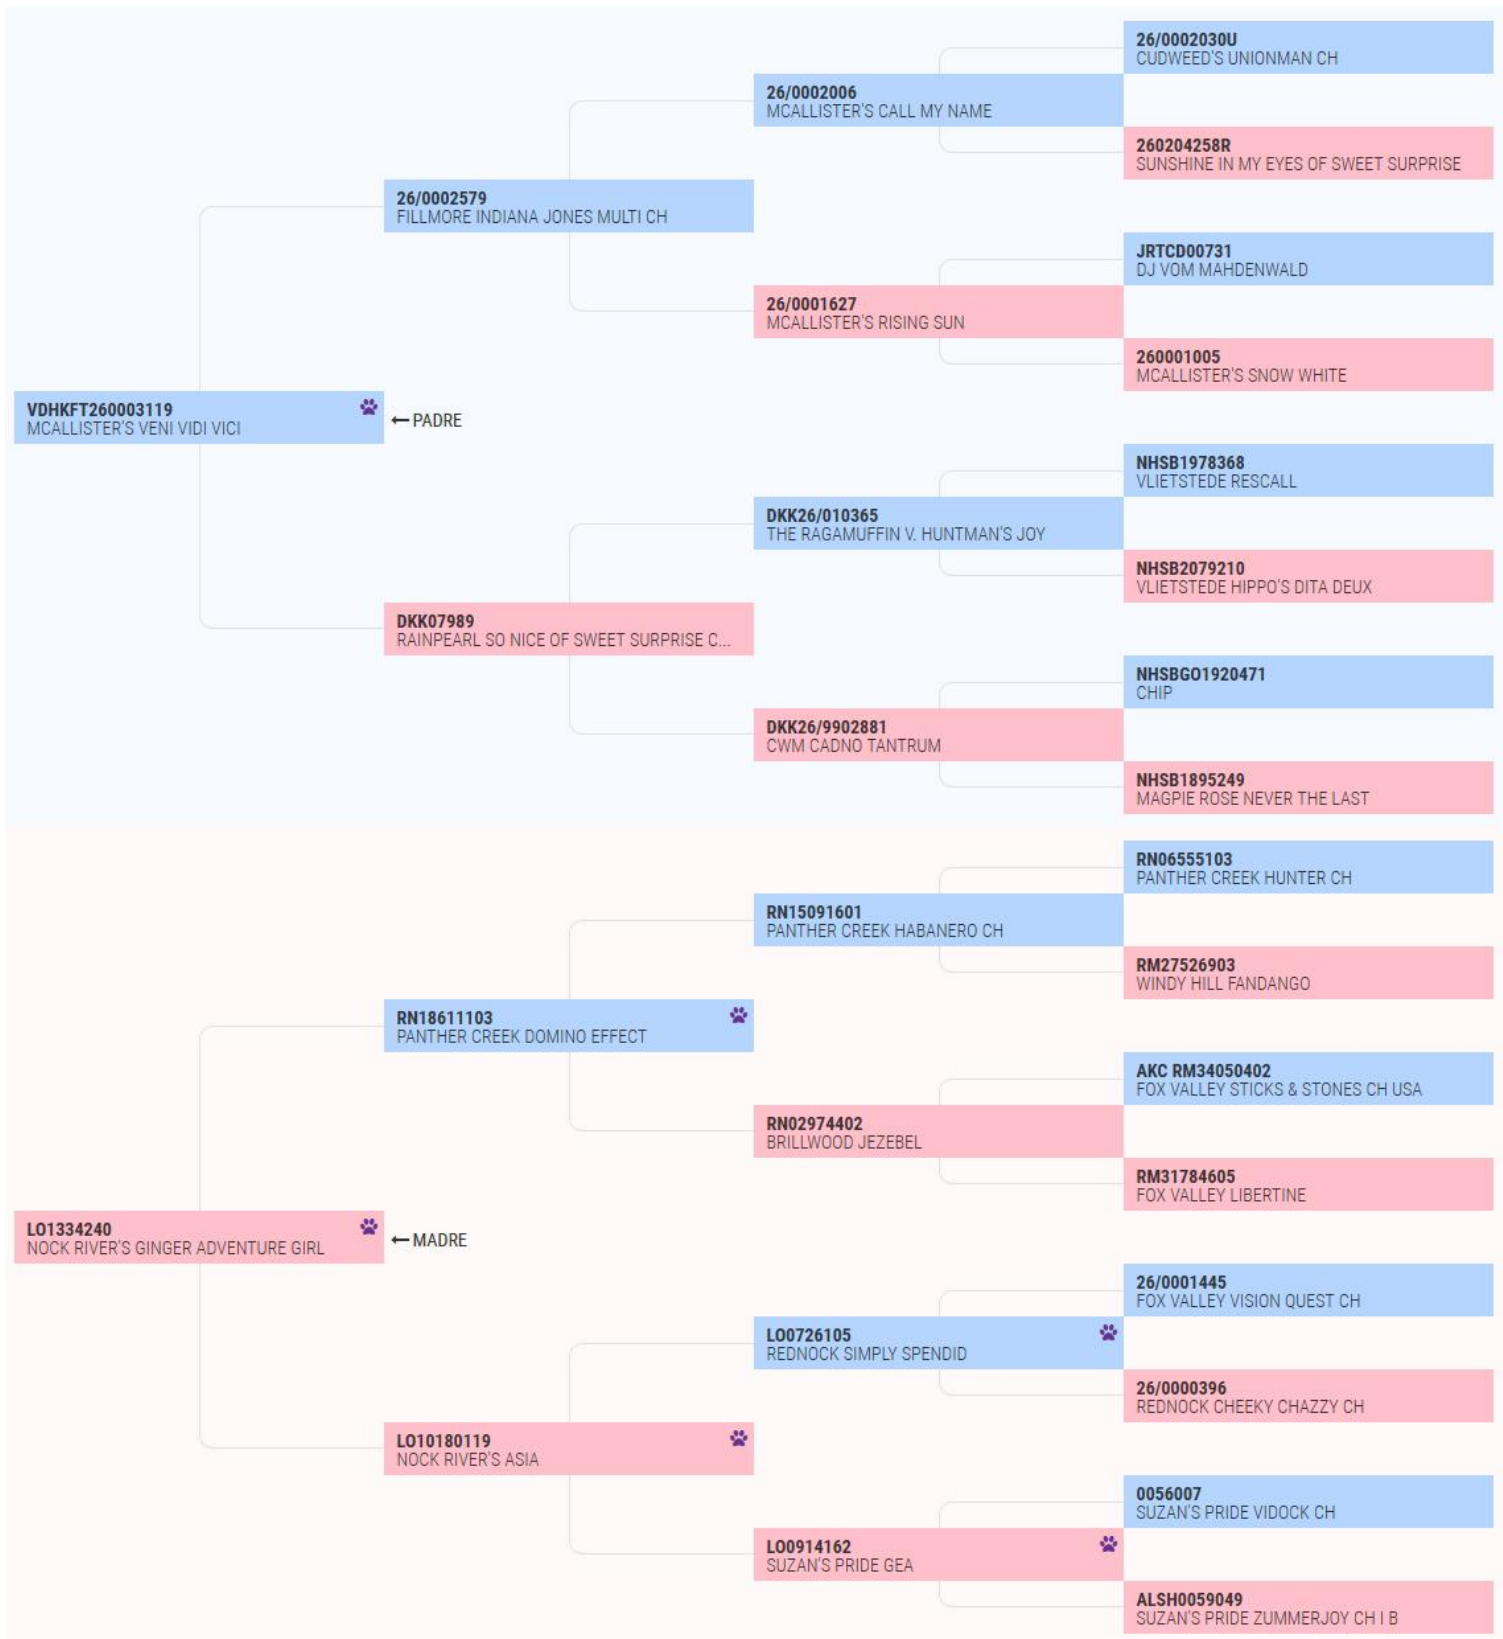 26/0002030U
CUDWEED'S UNIONMAN CH
26/0002006
MCALLISTER'S CALL MY NAME
260204258R
SUNSHINE IN MY EYES OF SWEET SURPRISE
26/0002579
FILLMORE INDIANA JONES MULTI CH
JRTCD00731
DJ VOM MAHDENWALD
26/0001627
MCALLISTER'S RISING SUN
260001005
MCALLISTER'S SNOW WHITE
VDHKFT260003119
MCALLISTER'S VENI VIDI VICI
← PADRE
NHSB1978368
VLIETSTEDE RESCALL
DKK26/010365
THE RAGAMUFFIN V. HUNTMAN'S JOY
NHSB2079210
VLIETSTEDE HIPPO'S DITA DEUX
DKK07989
RAINPEARL SO NICE OF SWEET SURPRISE C...
NHSBGO1920471
CHIP
DKK26/9902881
CWM CADNO TANTRUM
NHSB1895249
MAGPIE ROSE NEVER THE LAST
RN06555103
PANTHER CREEK HUNTER CH
RN15091601
PANTHER CREEK HABANERO CH
RM27526903
WINDY HILL FANDANGO
RN18611103
PANTHER CREEK DOMINO EFFECT
AKC RM34050402
FOX VALLEY STICKS & STONES CH USA
RN02974402
BRILLWOOD JEZEBEL
RM31784605
FOX VALLEY LIBERTINE
LO1334240
NOCK RIVER'S GINGER ADVENTURE GIRL
← MADRE
26/0001445
FOX VALLEY VISION QUEST CH
LO0726105
REDNOCK SIMPLY SPENDID
26/0000396
REDNOCK CHEEKY CHAZZY CH
LO10180119
NOCK RIVER'S ASIA
0056007
SUZAN'S PRIDE VIDOCK CH
LO0914162
SUZAN'S PRIDE GEA
ALSH0059049
SUZAN'S PRIDE ZUMMERJOY CH I B